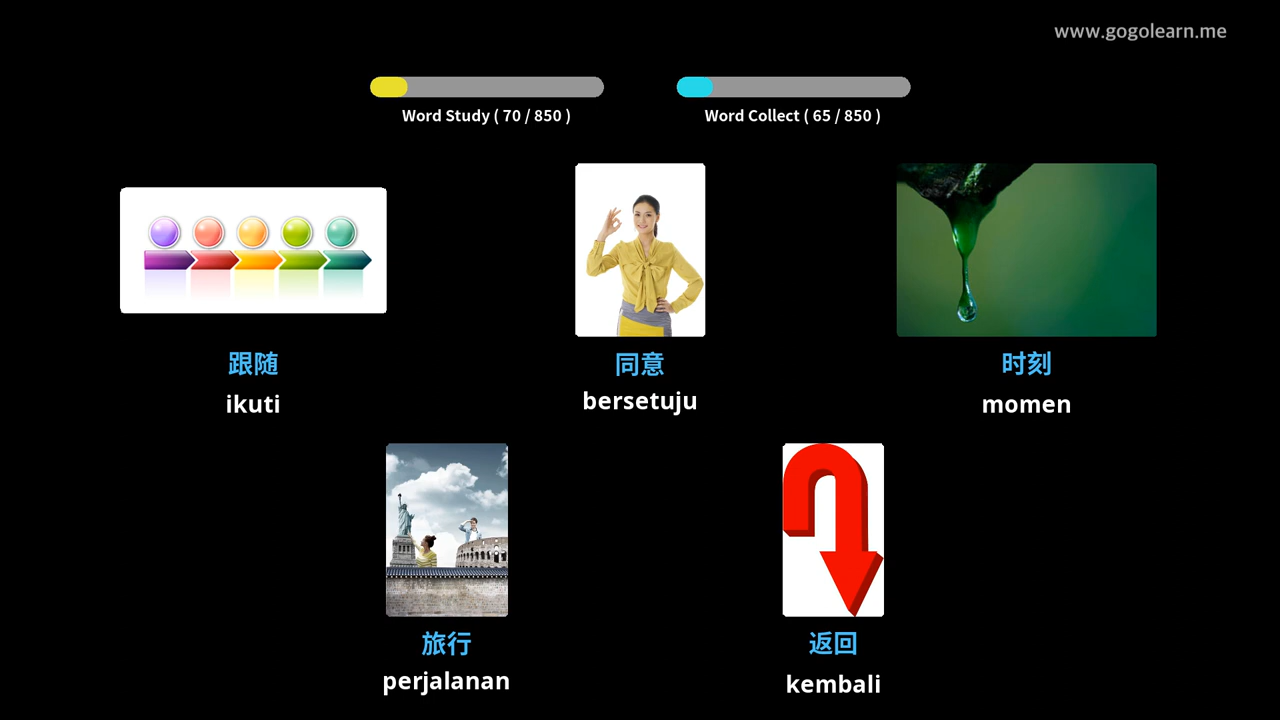 www.gogolearn.me
Word Study ( 70 / 850 )
Word Collect ( 65 / 850 )
跟随
ikuti
同意
bersetuju
时刻
momen
旅行
perjalanan
返回
kembali